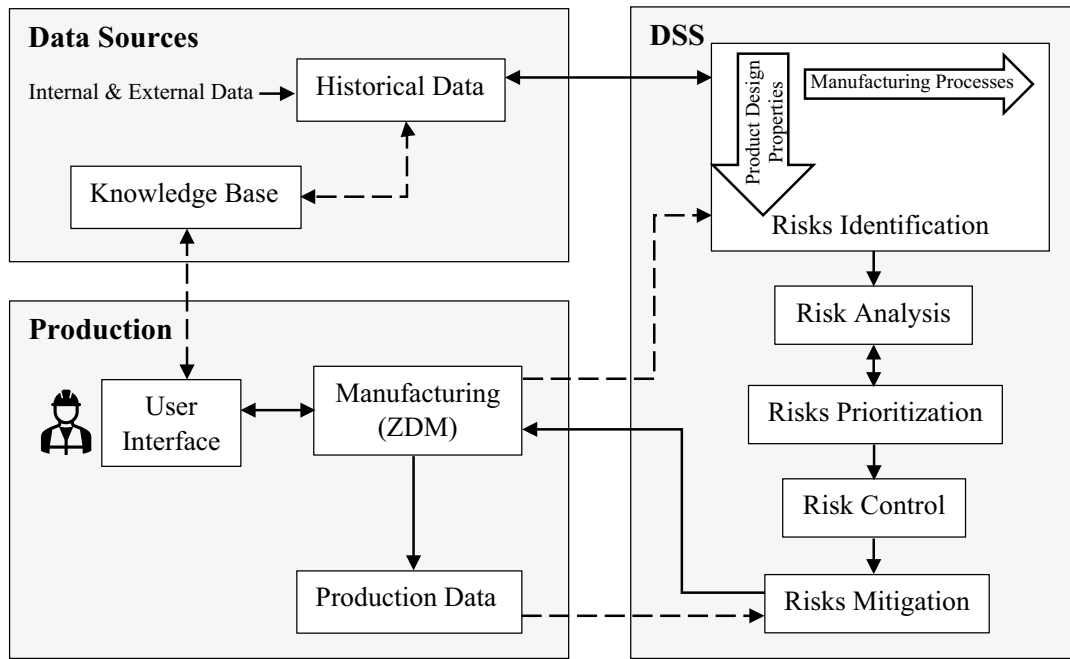 Data Sources
Internal & External Data
Historical Data
Knowledge Base
Production
User
Interface
Manufacturing
(ZDM)
Production Data
DSS
Product Design
Properties
Manufacturing Processes
Risks Identification
Risk Analysis
Risks Prioritization
Risk Control
Risks Mitigation